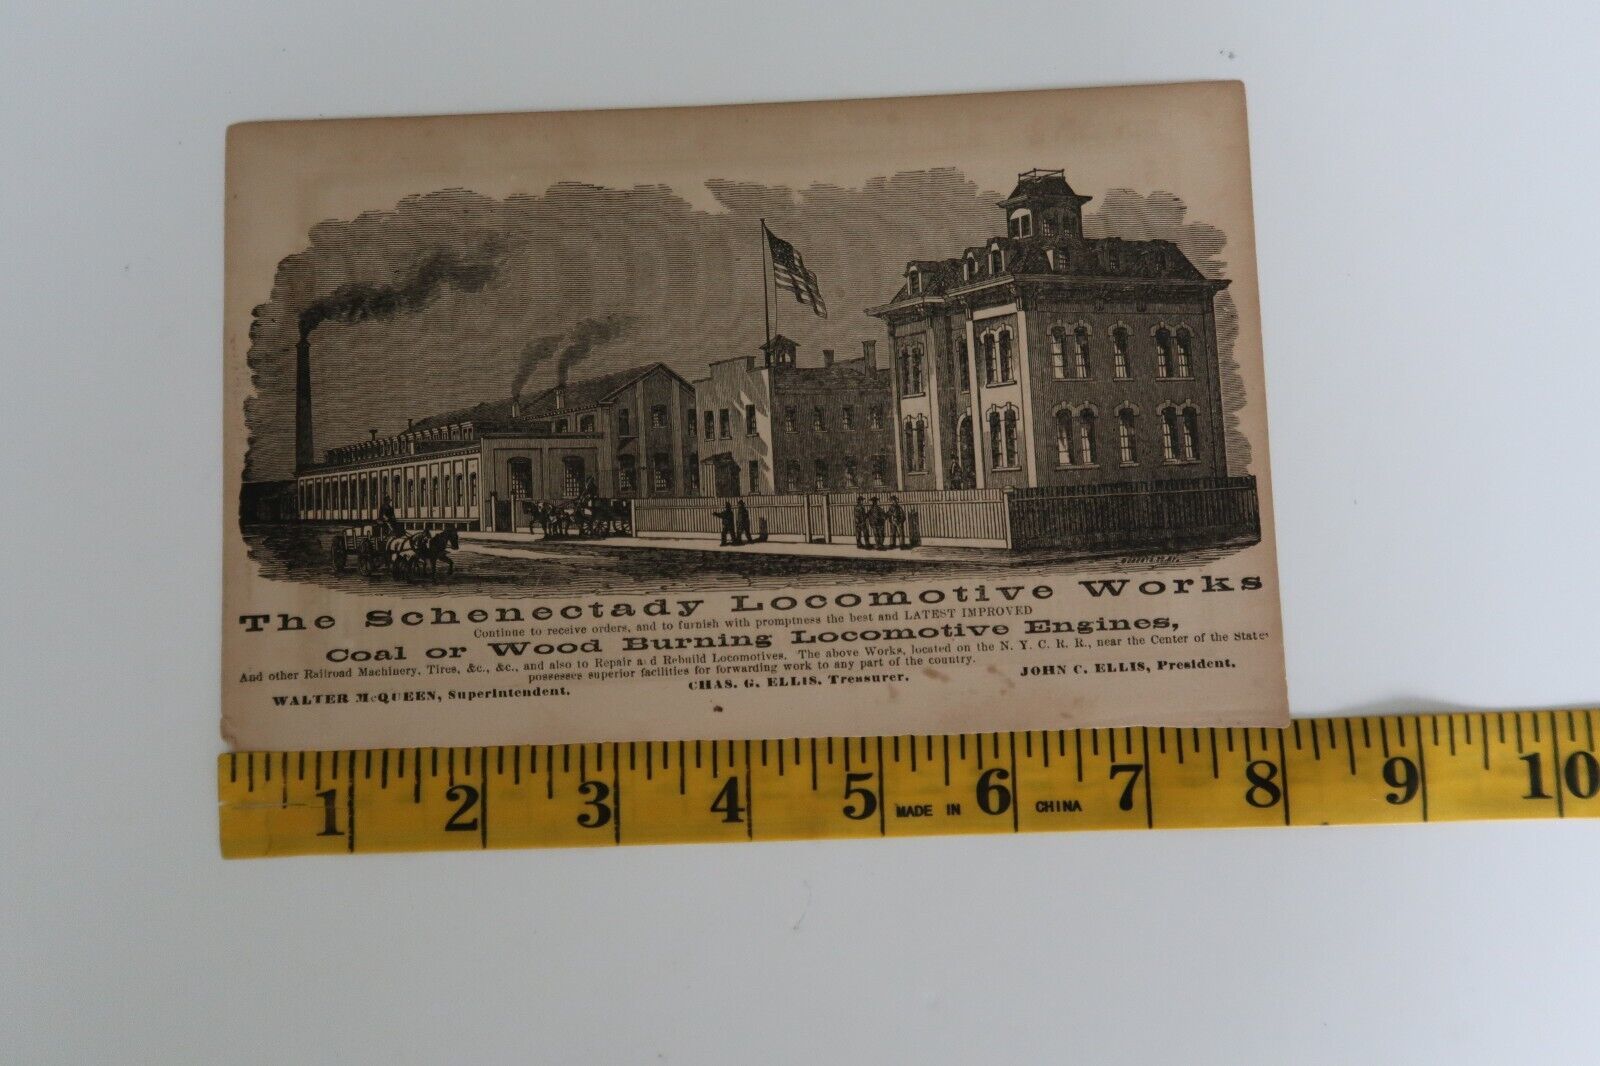 The Schenectady Locomotive Works
Continue to receive orders, and to furnish with promptness the best and LATEST IMPROVED
Coal or Wood Burning Locomotive Engines,
And other Railroad Machinery, Tires, &c., &c., and also to Repair and Rebuild Locomotives. The above Works, located on the N. Y. C. R. R., near the Center of the State,
possesses superior facilities for forwarding work to any part of the country.
WALTER McQUEEN, Superintendent. CHAS. G. ELLIS, Treasurer. JOHN C. ELLIS, President.
1 2 3 4 5 MADE IN 6 CHINA 7 8 9 10